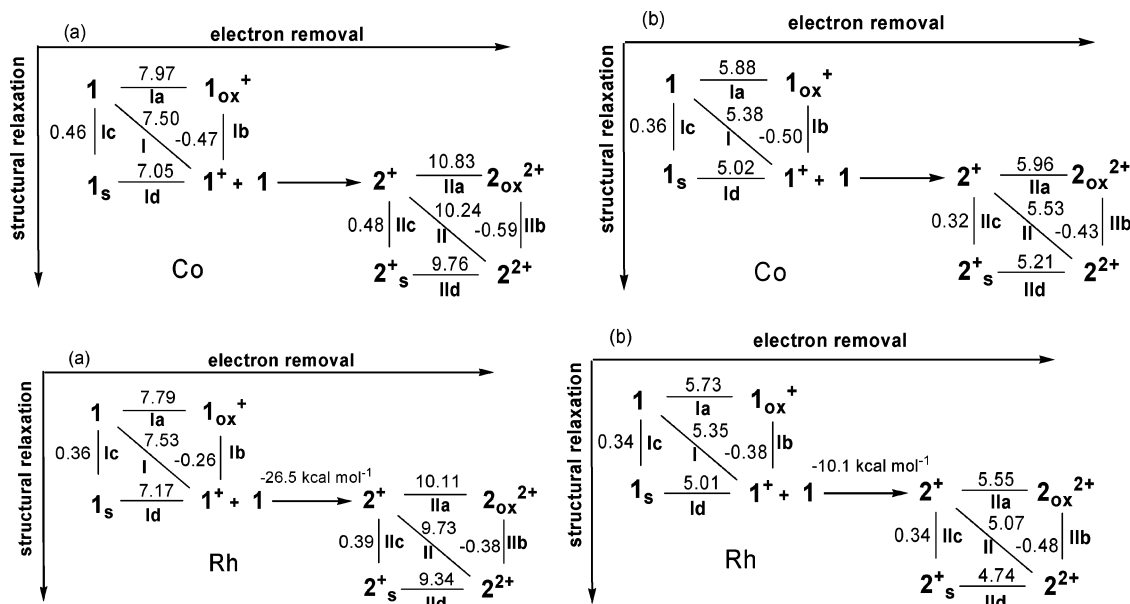 (a)
electron removal
structural relaxation
1 7.97 1ox+
Ia
0.46 Ic 7.50 -0.47 Ib
I
1s 7.05 1+ + 1 2+ 10.83 2ox2+
Id IIa
0.48 IIc 10.24 -0.59 IIb
II
2+s 9.76 22+
IId
Co
(b)
electron removal
structural relaxation
1 5.88 1ox+
Ia
0.36 Ic 5.38 -0.50 Ib
I
1s 5.02 1+ + 1 2+ 5.96 2ox2+
Id IIa
0.32 IIc 5.53 -0.43 IIb
II
2+s 5.21 22+
IId
Co
(a)
electron removal
structural relaxation
1 7.79 1ox+
Ia
0.36 Ic 7.53 -0.26 Ib
I
-26.5 kcal mol-1
1s 7.17 1+ + 1 2+ 10.11 2ox2+
Id IIa
0.39 IIc 9.73 -0.38 IIb
II
Rh
2+s 9.34 22+
IId
(b)
electron removal
structural relaxation
1 5.73 1ox+
Ia
0.34 Ic 5.35 -0.38 Ib
I
-10.1 kcal mol-1
1s 5.01 1+ + 1 2+ 5.55 2ox2+
Id IIa
0.34 IIc 5.07 -0.48 IIb
II
Rh
2+s 4.74 22+
IId